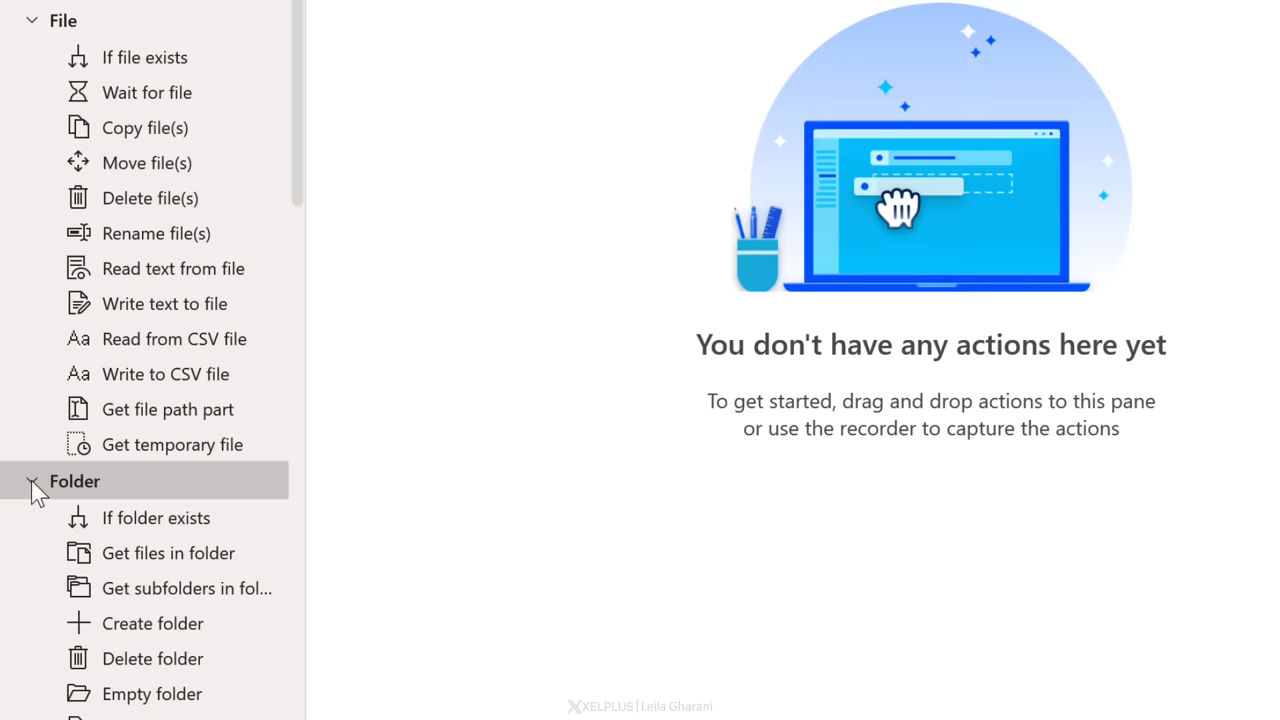 File
If file exists
Wait for file
Copy file(s)
Move file(s)
Delete file(s)
Rename file(s)
Read text from file
Write text to file
Read from CSV file
Write to CSV file
Get file path part
Get temporary file
Folder
If folder exists
Get files in folder
Get subfolders in fol...
Create folder
Delete folder
Empty folder
You don't have any actions here yet
To get started, drag and drop actions to this pane
or use the recorder to capture the actions
XELPLUS | Leila Gharani